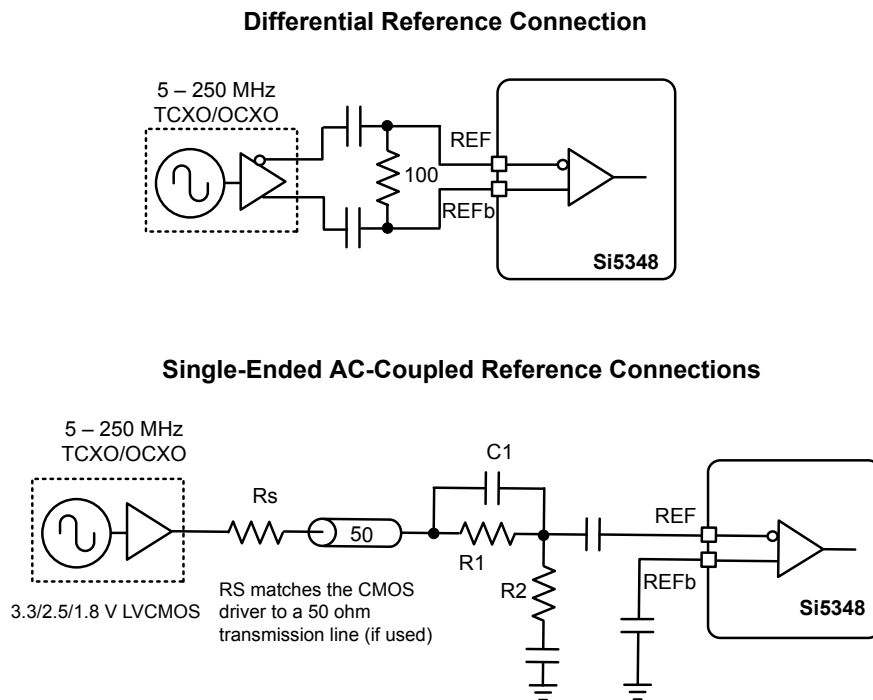 Differential Reference Connection
5 – 250 MHz
TCXO/OCXO
REF
100
REFb
Si5348
Single-Ended AC-Coupled Reference Connections
5 – 250 MHz
TCXO/OCXO
C1
Rs
50
R1
REF
R2
REFb
3.3/2.5/1.8 V LVCMOS
RS matches the CMOS
driver to a 50 ohm
transmission line (if used)
Si5348